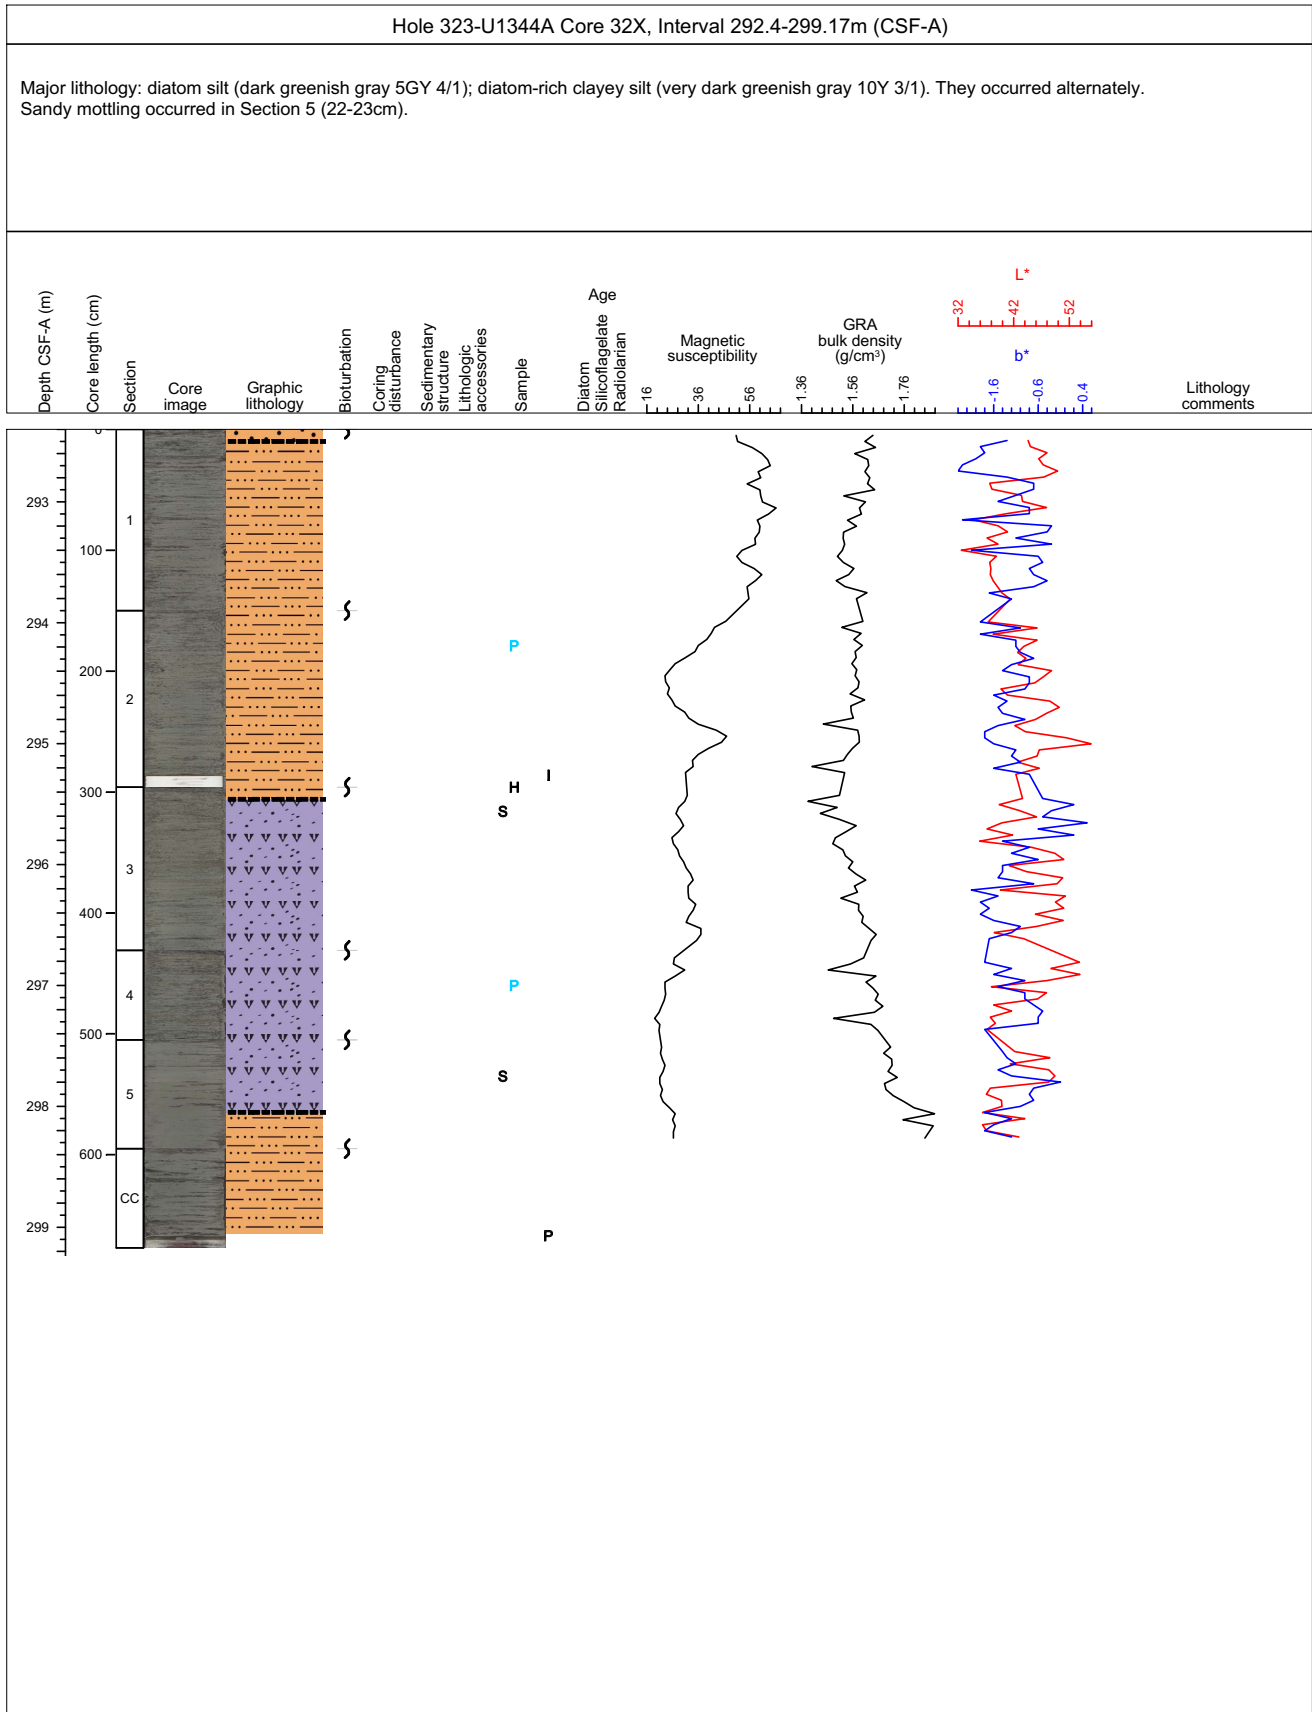 Hole 323-U1344A Core 32X, Interval 292.4-299.17m (CSF-A)
Major lithology: diatom silt (dark greenish gray 5GY 4/1); diatom-rich clayey silt (very dark greenish gray 10Y 3/1). They occurred alternately.
Sandy mottling occurred in Section 5 (22-23cm).
Depth CSF-A (m)
Core length (cm)
Section
Core
image
Graphic
lithology
Bioturbation
Coring
disturbance
Sedimentary
structure
Lithologic
accessories
Sample
Age
Diatom
Silicoflagelate
Radiolarian
Magnetic
susceptibility
16 36 56
GRA
bulk density
(g/cm³)
1.36 1.56 1.76
L*
32 42 52
b*
-1.6 -0.6 0.4
Lithology
comments
0
293
1
100
294
P
200
2
295
I
H
300
S
296
3
400
297
4
P
500
S
5
298
600
CC
299
P